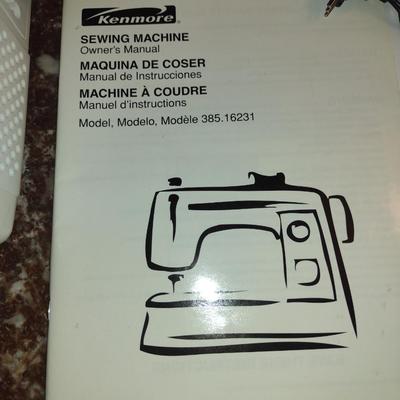 Kenmore
SEWING MACHINE
Owner's Manual
MAQUINA DE COSER
Manual de Instrucciones
MACHINE À COUDRE
Manuel d'instructions
Model, Modelo, Modèle 385.16231